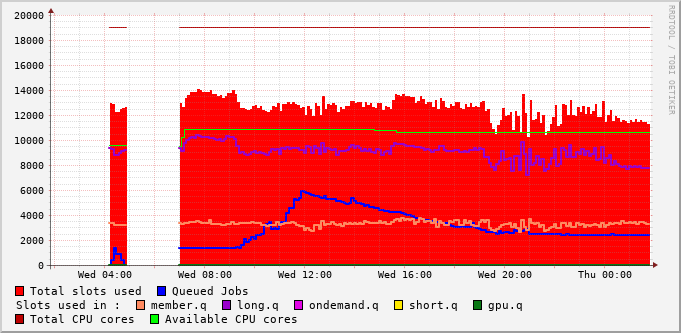 RRDTOOL / TOBI OETIKER
20000
18000
16000
14000
12000
10000
8000
6000
4000
2000
0
Wed 04:00 Wed 08:00 Wed 12:00 Wed 16:00 Wed 20:00 Thu 00:00
Total slots used Queued Jobs
Slots used in : member.q long.q ondemand.q short.q gpu.q
Total CPU cores Available CPU cores